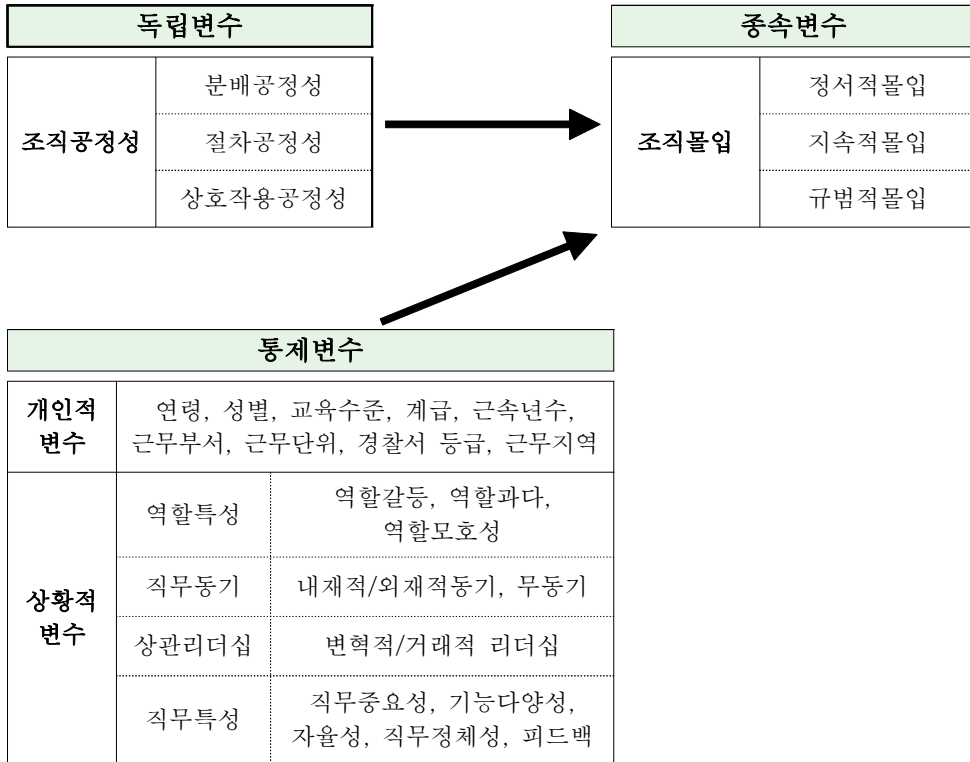 독립변수
종속변수
조직공정성
분배공정성
절차공정성
상호작용공정성
조직몰입
정서적몰입
지속적몰입
규범적몰입
통제변수
개인적
변수
연령, 성별, 교육수준, 계급, 근속년수,
근무부서, 근무단위, 경찰서 등급, 근무지역
상황적
변수
역할특성
역할갈등, 역할과다,
역할모호성
직무동기
내재적/외재적동기, 무동기
상관리더십
변혁적/거래적 리더십
직무특성
직무중요성, 기능다양성,
자율성, 직무정체성, 피드백